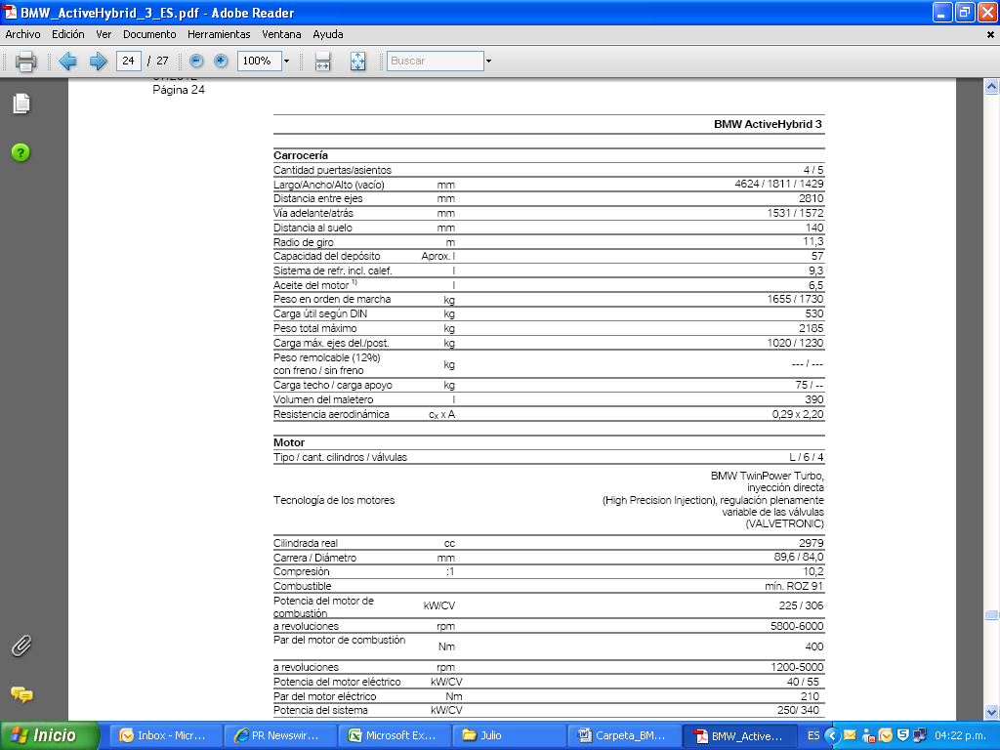 BMW_ActiveHybrid_3_ES.pdf - Adobe Reader
Archivo Edición Ver Documento Herramientas Ventana Ayuda
24 / 27 100% Buscar
Página 24
BMW ActiveHybrid 3
Carrocería
Cantidad puertas/asientos 4 / 5
Largo/Ancho/Alto (vacío) mm 4624 / 1811 / 1429
Distancia entre ejes mm 2810
Vía adelante/atrás mm 1531 / 1572
Distancia al suelo mm 140
Radio de giro m 11,3
Capacidad del depósito Aprox. l 57
Sistema de refr. incl. calef. l 9,3
Aceite del motor 1) l 6,5
Peso en orden de marcha kg 1655 / 1730
Carga útil según DIN kg 530
Peso total máximo kg 2185
Carga máx. ejes del./post. kg 1020 / 1230
Peso remolcable (12%)
con freno / sin freno kg --- / ---
Carga techo / carga apoyo kg 75 / --
Volumen del maletero l 390
Resistencia aerodinámica cX x A 0,29 x 2,20
Motor
Tipo / cant. cilindros / válvulas L / 6 / 4
Tecnología de los motores BMW TwinPower Turbo,
inyección directa
(High Precision Injection), regulación plenamente
variable de las válvulas
(VALVETRONIC)
Cilindrada real cc 2979
Carrera / Diámetro mm 89,6 / 84,0
Compresión :1 10,2
Combustible mín. ROZ 91
Potencia del motor de
combustión kW/CV 225 / 306
a revoluciones rpm 5800-6000
Par del motor de combustión Nm 400
a revoluciones rpm 1200-5000
Potencia del motor eléctrico kW/CV 40 / 55
Par del motor eléctrico Nm 210
Potencia del sistema kW/CV 250/ 340
Inicio Inbox - Micr... PR Newswir... Microsoft Ex... Julio Carpeta_BM... BMW_Active... ES 04:22 p.m.